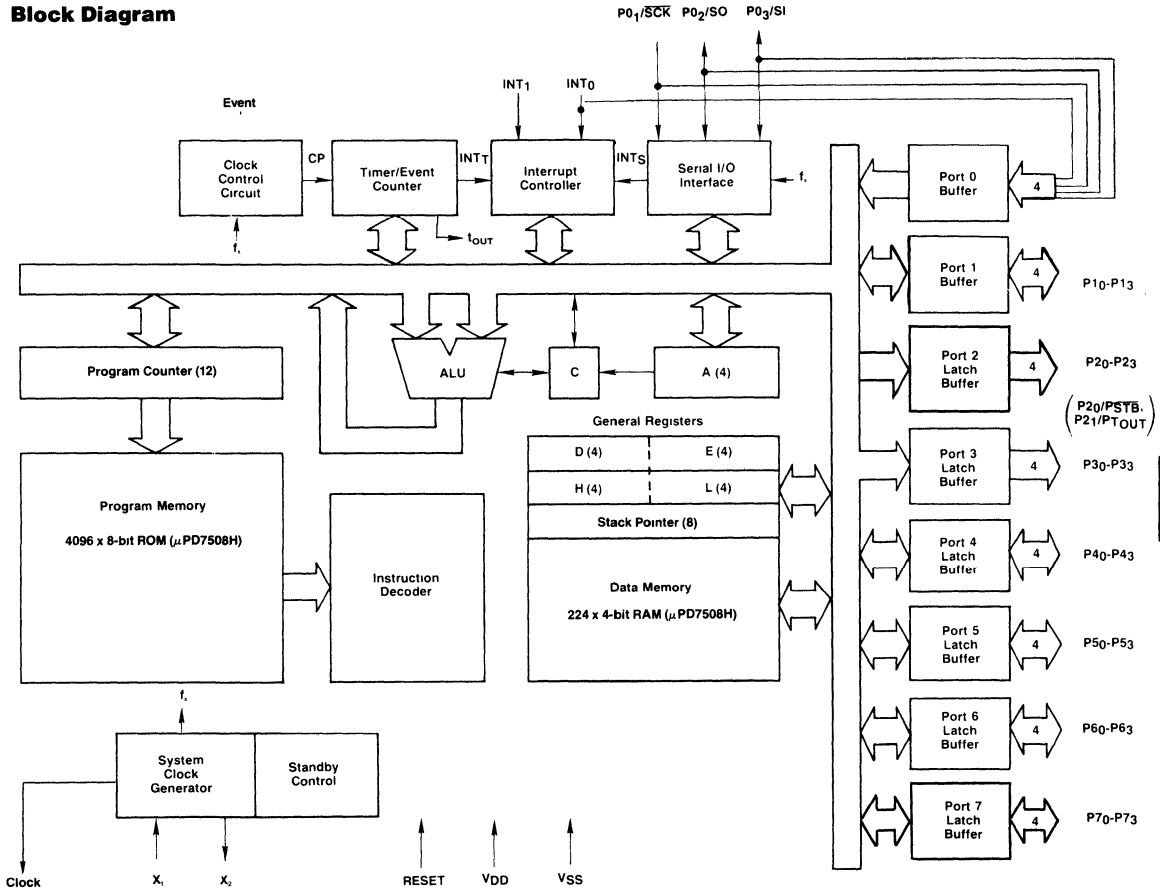 Block Diagram
P01/SCK P02/SO P03/SI
INT1
INT0
Event
Clock
Control
Circuit
CP
Timer/Event
Counter
INTT
Interrupt
Controller
INTS
Serial I/O
Interface
fx
Port 0
Buffer
4
fx
tOUT
Port 1
Buffer
4
P10-P13
Program Counter (12)
ALU
C
A (4)
Port 2
Latch
Buffer
4
P20-P23
(P20/PSTB,
P21/PTOUT)
General Registers
D (4)
E (4)
H (4)
L (4)
Stack Pointer (8)
Port 3
Latch
Buffer
4
P30-P33
Program Memory
4096 x 8-bit ROM (μPD7508H)
Instruction
Decoder
Data Memory
224 x 4-bit RAM (μPD7508H)
Port 4
Latch
Buffer
4
P40-P43
Port 5
Latch
Buffer
4
P50-P53
fx
System
Clock
Generator
Standby
Control
Port 6
Latch
Buffer
4
P60-P63
Port 7
Latch
Buffer
4
P70-P73
Clock
X1
X2
RESET
VDD
VSS